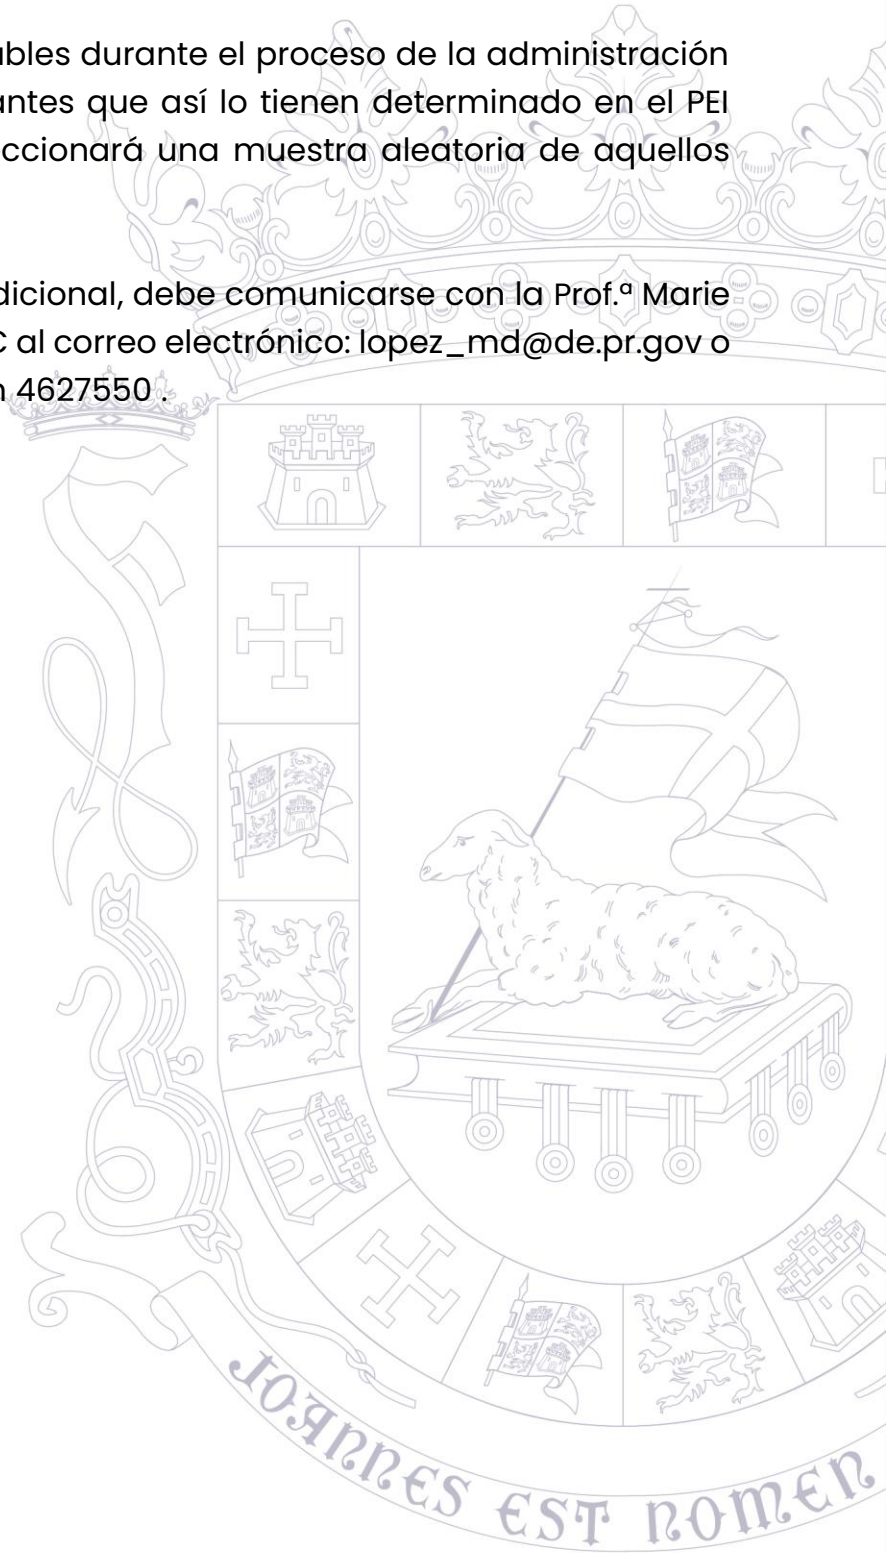 ables durante el proceso de la administración
antes que así lo tienen determinado en el PEI
eccionará una muestra aleatoria de aquellos
dicional, debe comunicarse con la Prof.ª Marie
C al correo electrónico: lopez_md@de.pr.gov o
n 4627550 .
JOANNES EST NOMEN